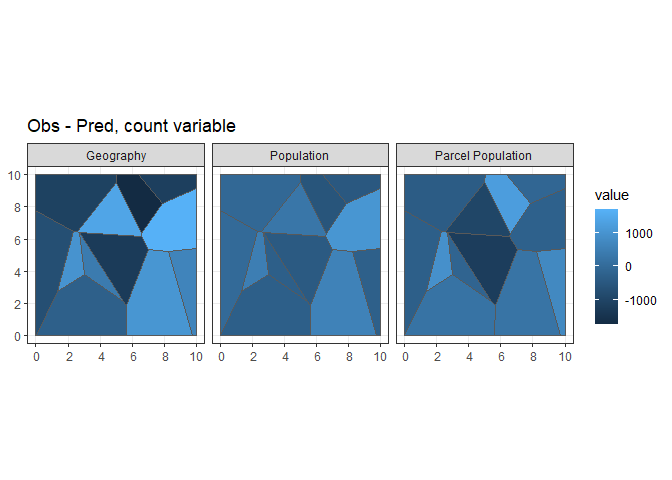 Obs - Pred, count variable
Geography
Population
Parcel Population
10
8
6
4
2
0
0 2 4 6 8 10
0 2 4 6 8 10
0 2 4 6 8 10
value
1000
0
-1000